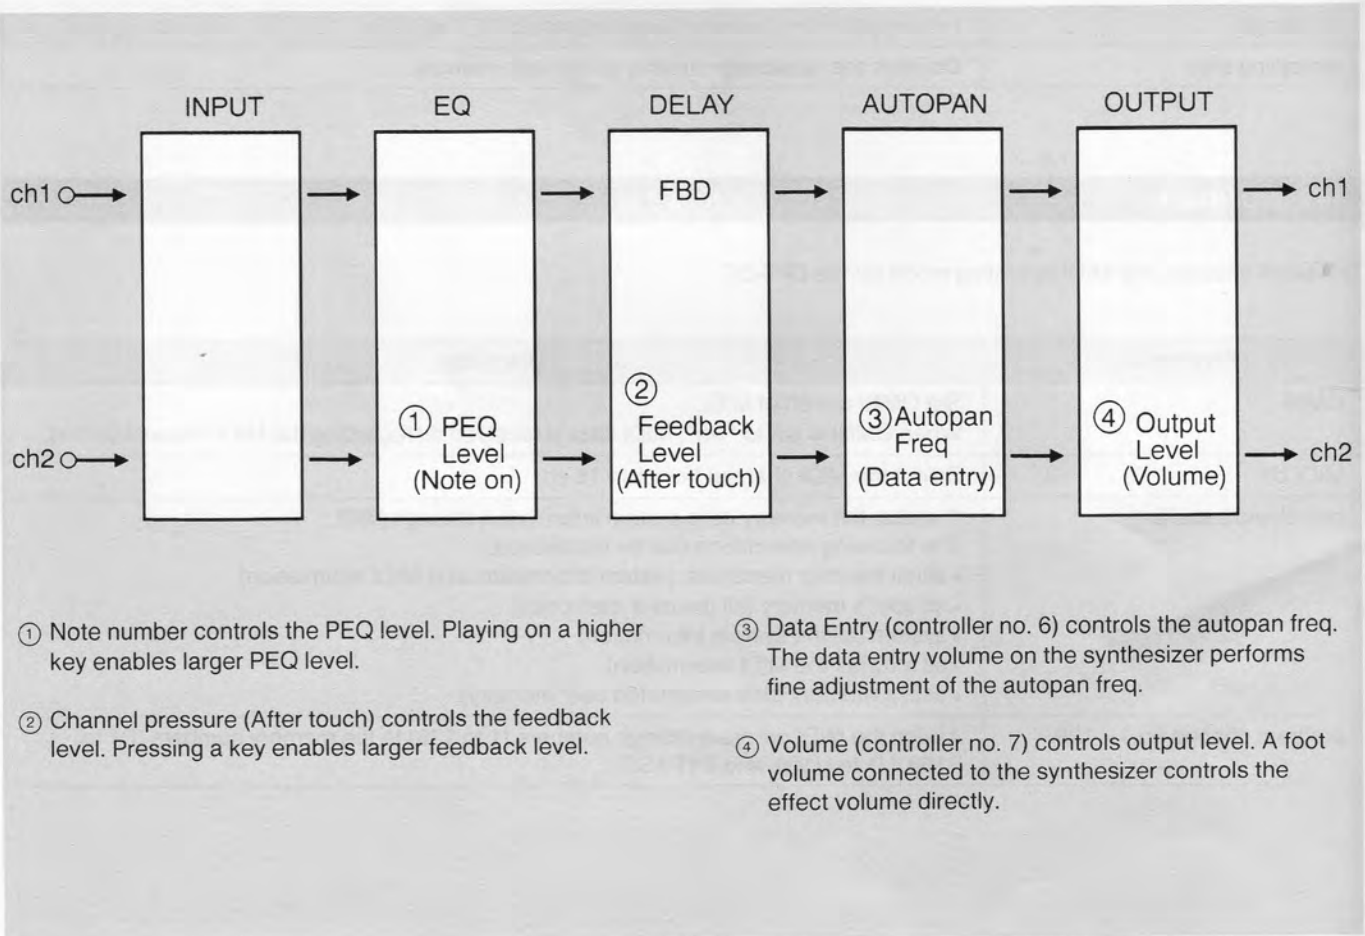 INPUT EQ DELAY AUTOPAN OUTPUT
ch1 FBD ch1
① PEQ
Level
(Note on)
②
Feedback
Level
(After touch)
③ Autopan
Freq
(Data entry)
④ Output
Level
(Volume)
ch2 ch2
① Note number controls the PEQ level. Playing on a higher
key enables larger PEQ level.
② Channel pressure (After touch) controls the feedback
level. Pressing a key enables larger feedback level.
③ Data Entry (controller no. 6) controls the autopan freq.
The data entry volume on the synthesizer performs
fine adjustment of the autopan freq.
④ Volume (controller no. 7) controls output level. A foot
volume connected to the synthesizer controls the
effect volume directly.